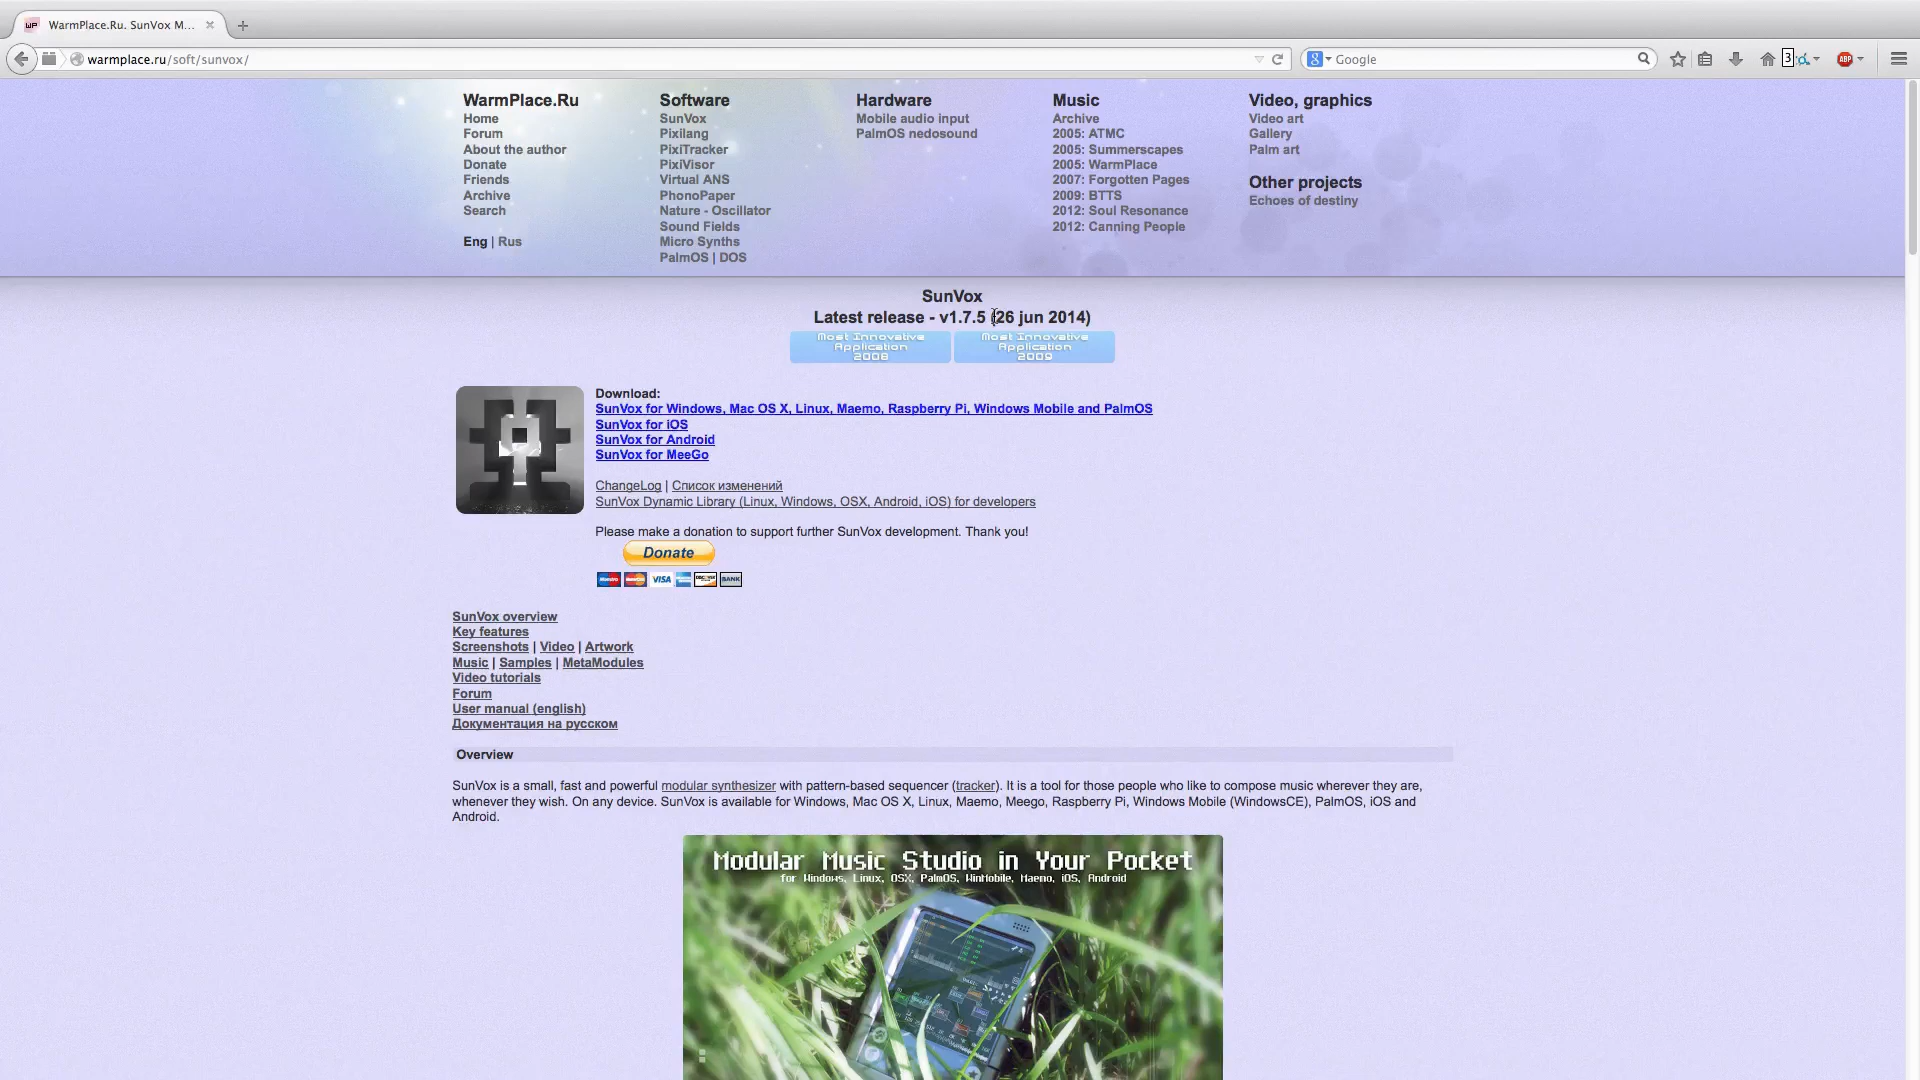 WarmPlace.Ru. SunVox M...
warmplace.ru/soft/sunvox/
Google
3
ABP
WarmPlace.Ru
Home
Forum
About the author
Donate
Friends
Archive
Search
Eng | Rus
Software
SunVox
Pixilang
PixiTracker
PixiVisor
Virtual ANS
PhonoPaper
Nature - Oscillator
Sound Fields
Micro Synths
PalmOS | DOS
Hardware
Mobile audio input
PalmOS nedosound
Music
Archive
2005: ATMC
2005: Summerscapes
2005: WarmPlace
2007: Forgotten Pages
2009: BTTS
2012: Soul Resonance
2012: Canning People
Video, graphics
Video art
Gallery
Palm art
Other projects
Echoes of destiny
SunVox
Latest release - v1.7.5 (26 jun 2014)
Most Innovative
Application
2008
Most Innovative
Application
2009
Download:
SunVox for Windows, Mac OS X, Linux, Maemo, Raspberry Pi, Windows Mobile and PalmOS
SunVox for iOS
SunVox for Android
SunVox for MeeGo
ChangeLog | Список изменений
SunVox Dynamic Library (Linux, Windows, OSX, Android, iOS) for developers
Please make a donation to support further SunVox development. Thank you!
Donate
VISA
BANK
SunVox overview
Key features
Screenshots | Video | Artwork
Music | Samples | MetaModules
Video tutorials
Forum
User manual (english)
Документация на русском
Overview
SunVox is a small, fast and powerful modular synthesizer with pattern-based sequencer (tracker). It is a tool for those people who like to compose music wherever they are,
whenever they wish. On any device. SunVox is available for Windows, Mac OS X, Linux, Maemo, Meego, Raspberry Pi, Windows Mobile (WindowsCE), PalmOS, iOS and
Android.
Modular Music Studio in Your Pocket
for Windows, Linux, OSX, PalmOS, WinMobile, Maemo, iOS, Android